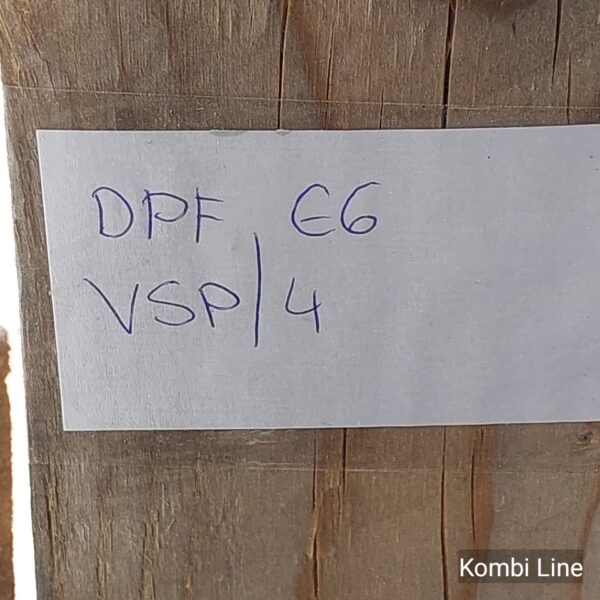 DPF E6
VSP/4
Kombi Line